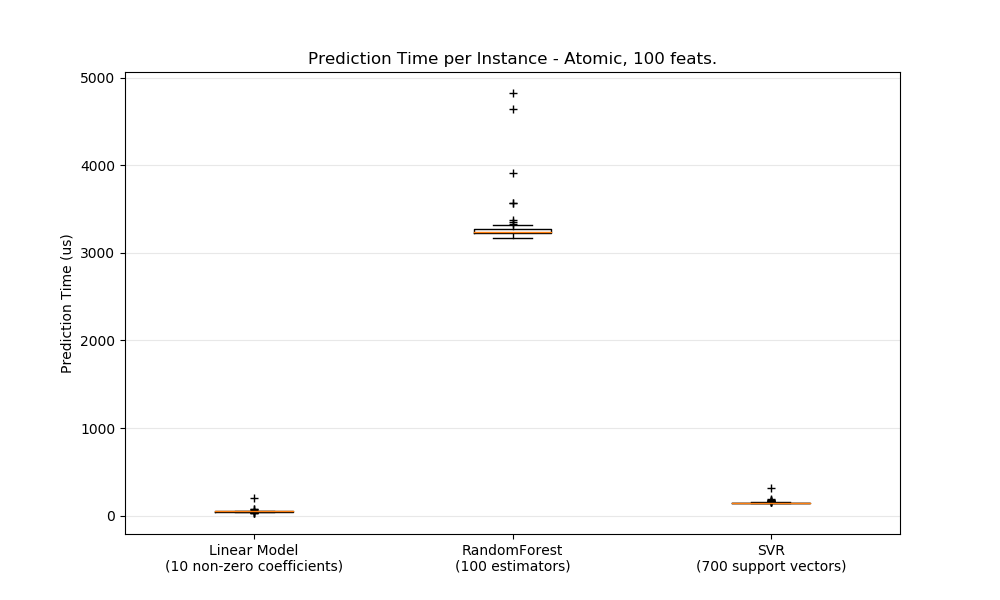 Prediction Time per Instance - Atomic, 100 feats.
Prediction Time (us)
5000
4000
3000
2000
1000
0
Linear Model
(10 non-zero coefficients)
RandomForest
(100 estimators)
SVR
(700 support vectors)